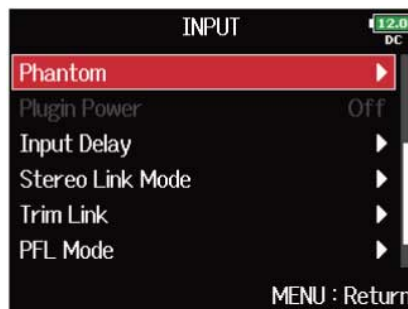 INPUT
12.0
DC
Phantom
Plugin Power Off
Input Delay
Stereo Link Mode
Trim Link
PFL Mode
MENU : Return